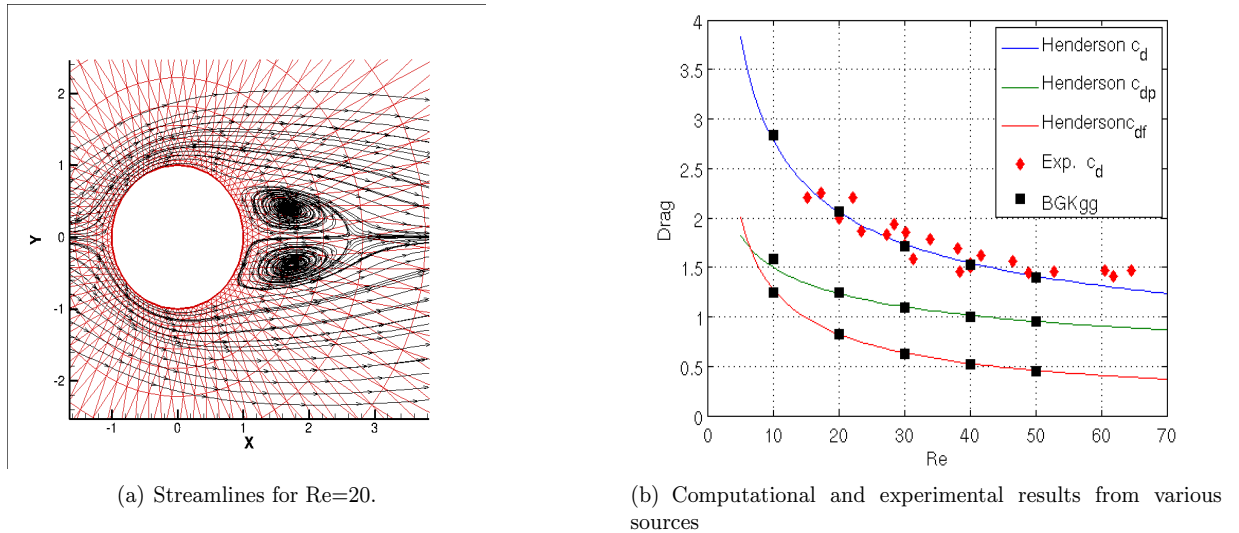 2
1
0
-1
-2
Y
-1
0
1
2
3
X
(a) Streamlines for Re=20.
4
3.5
3
2.5
2
1.5
1
0.5
0
Drag
0
10
20
30
40
50
60
70
Re
Henderson c_d
Henderson c_dp
Henderson c_df
Exp. c_d
BGKgg
(b) Computational and experimental results from various
sources